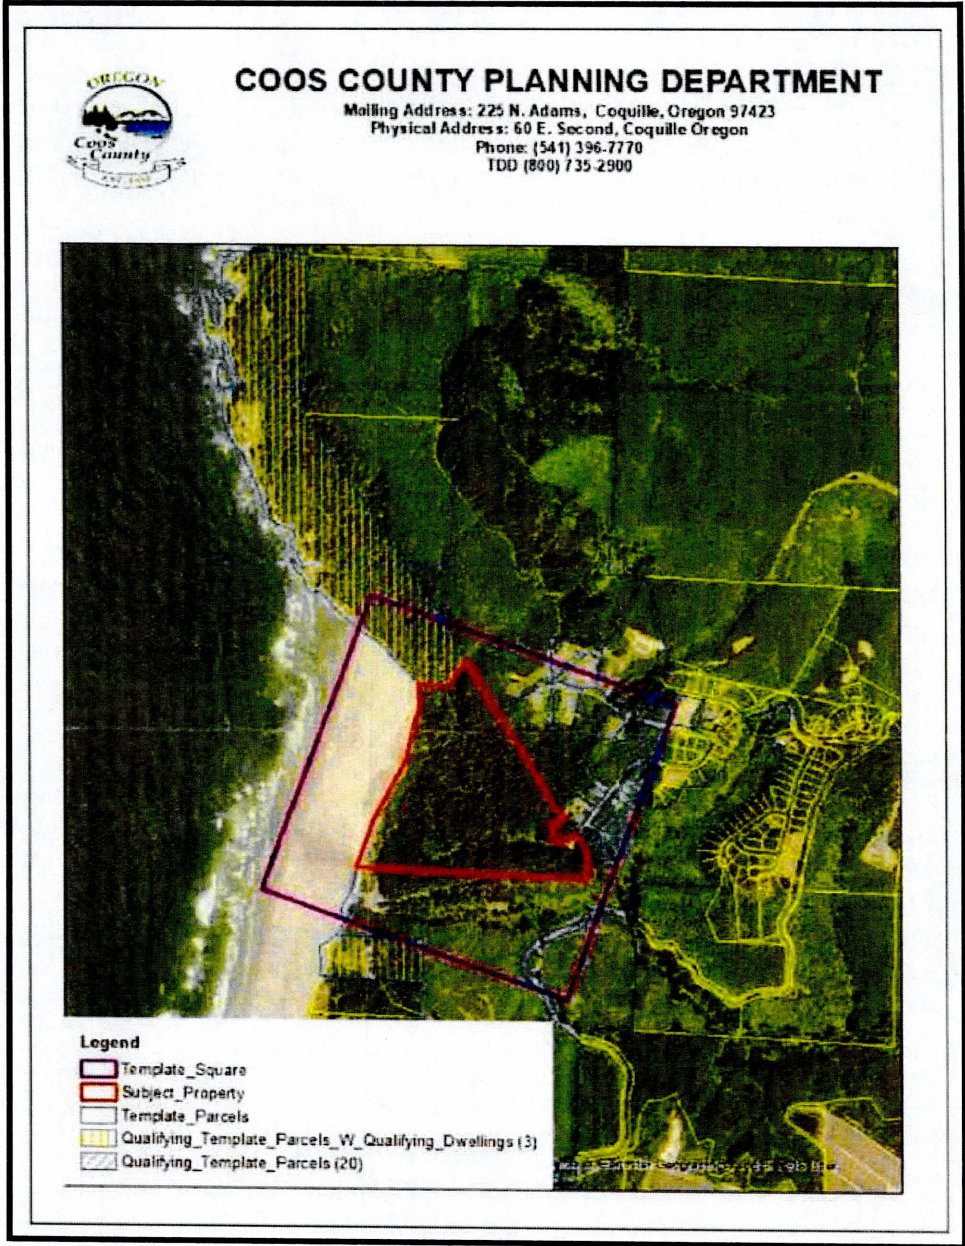 COOS COUNTY PLANNING DEPARTMENT
Mailing Address: 225 N. Adams, Coquille, Oregon 97423
Physical Address: 60 E. Second, Coquille Oregon
Phone: (541) 396-7770
TDD (800) 735-2900
OREGON
Coos
County
Legend
Template_Square
Subject_Property
Template_Parcels
Qualifying_Template_Parcels_W_Qualifying_Dwellings (3)
Qualifying_Template_Parcels (20)